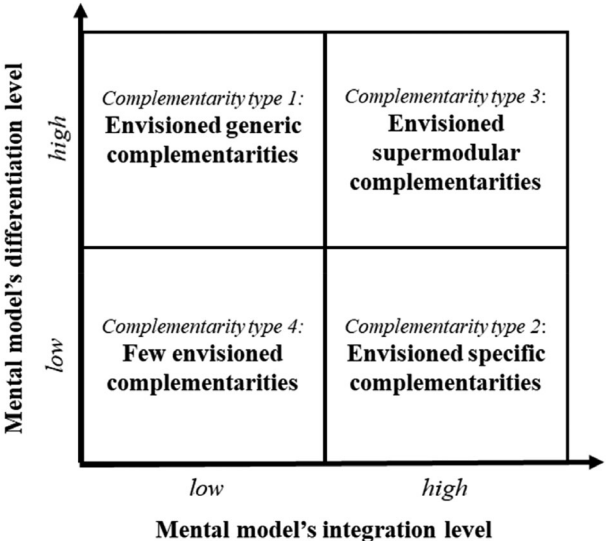 Mental model's differentiation level
high
low
Complementarity type 1:
Envisioned generic
complementarities
Complementarity type 3:
Envisioned
supermodular
complementarities
Complementarity type 4:
Few envisioned
complementarities
Complementarity type 2:
Envisioned specific
complementarities
low
high
Mental model's integration level